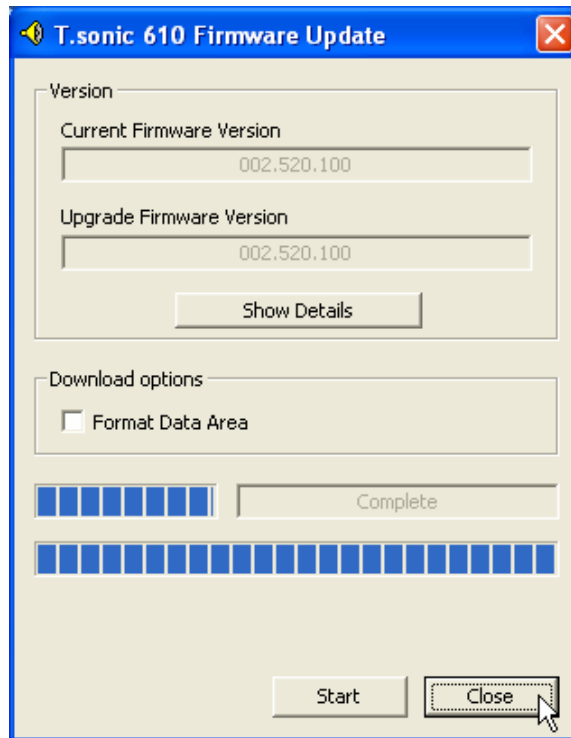 T.sonic 610 Firmware Update
Version
Current Firmware Version
002.520.100
Upgrade Firmware Version
002.520.100
Show Details
Download options
Format Data Area
Complete
Start Close